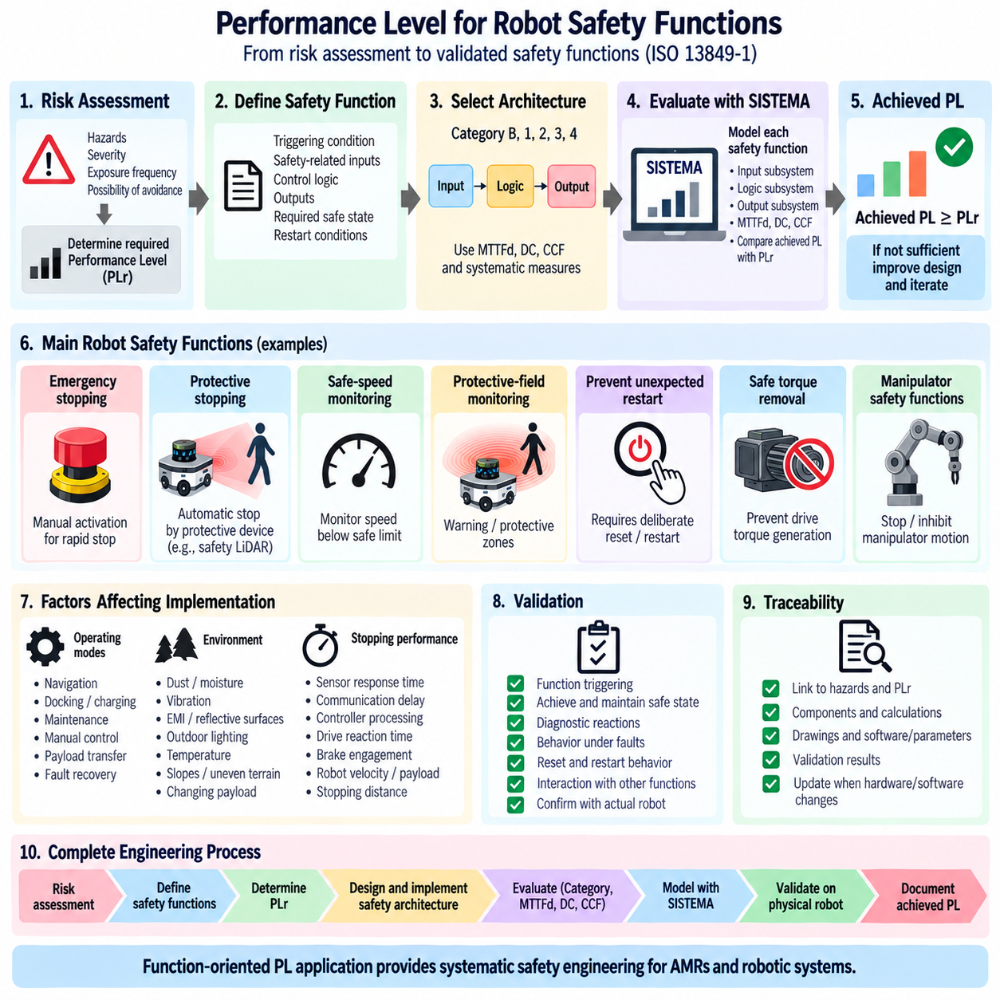 Performance Level for Robot Safety Functions
From risk assessment to validated safety functions (ISO 13849-1)
1. Risk Assessment
Hazards
Severity
Exposure frequency
Possibility of avoidance
Determine required
Performance Level
(PLr)
2. Define Safety Function
Triggering condition
Safety-related inputs
Control logic
Outputs
Required safe state
Restart conditions
3. Select Architecture
Category B, 1, 2, 3, 4
Input
Logic
Output
Use MTTFd, DC, CCF
and systematic measures
4. Evaluate with SISTEMA
SISTEMA
Model each
safety function
• Input subsystem
• Logic subsystem
• Output subsystem
• MTTFd, DC, CCF
• Compare achieved PL
with PLr
5. Achieved PL
Achieved PL ≥ PLr
If not sufficient
improve design
and iterate
6. Main Robot Safety Functions (examples)
Emergency
stopping
Manual activation
for rapid stop
Protective
stopping
Automatic stop
by protective device
(e.g., safety LiDAR)
Safe-speed
monitoring
Monitor speed
below safe limit
Protective-field
monitoring
Warning / protective
zones
Prevent unexpected
restart
Requires deliberate
reset / restart
Safe torque
removal
Prevent drive
torque generation
Manipulator
safety functions
Stop / inhibit
manipulator motion
7. Factors Affecting Implementation
Operating
modes
• Navigation
• Docking / charging
• Maintenance
• Manual control
• Payload transfer
• Fault recovery
Environment
• Dust / moisture
• Vibration
• EMI / reflective surfaces
• Outdoor lighting
• Temperature
• Slopes / uneven terrain
• Changing payload
Stopping performance
• Sensor response time
• Communication delay
• Controller processing
• Drive reaction time
• Brake engagement
• Robot velocity / payload
• Stopping distance
8. Validation
Function triggering
Achieve and maintain safe state
Diagnostic reactions
Behavior under faults
Reset and restart behavior
Interaction with other functions
Confirm with actual robot
9. Traceability
Link to hazards and PLr
Components and calculations
Drawings and software/parameters
Validation results
Update when hardware/software
changes
10. Complete Engineering Process
Risk
assessment
Define
safety functions
Determine
PLr
Design and implement
safety architecture
Evaluate (Category,
MTTFd, DC, CCF)
Model with
SISTEMA
Validate on
physical robot
Document
achieved PL
Function-oriented PL application provides systematic safety engineering for AMRs and robotic systems.